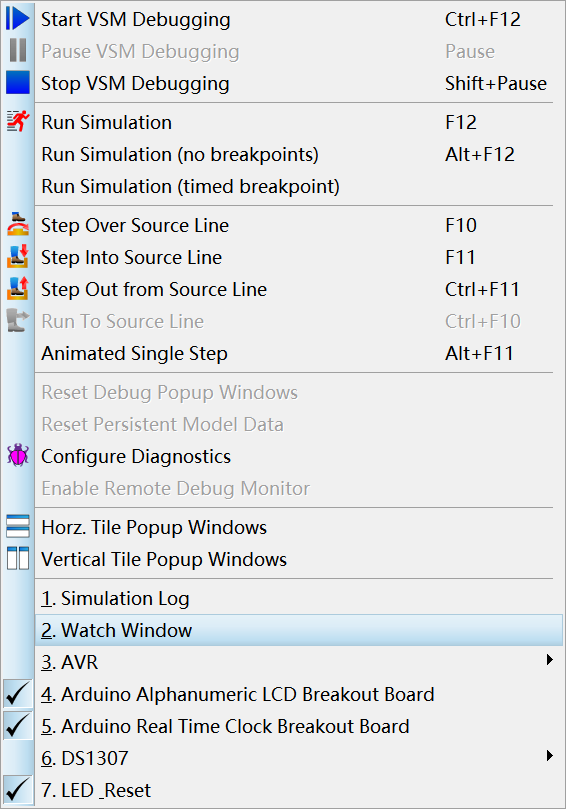 Start VSM Debugging Ctrl+F12
Pause VSM Debugging Pause
Stop VSM Debugging Shift+Pause
Run Simulation F12
Run Simulation (no breakpoints) Alt+F12
Run Simulation (timed breakpoint)
Step Over Source Line F10
Step Into Source Line F11
Step Out from Source Line Ctrl+F11
Run To Source Line Ctrl+F10
Animated Single Step Alt+F11
Reset Debug Popup Windows
Reset Persistent Model Data
Configure Diagnostics
Enable Remote Debug Monitor
Horz. Tile Popup Windows
Vertical Tile Popup Windows
1. Simulation Log
2. Watch Window
3. AVR
4. Arduino Alphanumeric LCD Breakout Board
5. Arduino Real Time Clock Breakout Board
6. DS1307
7. LED _Reset